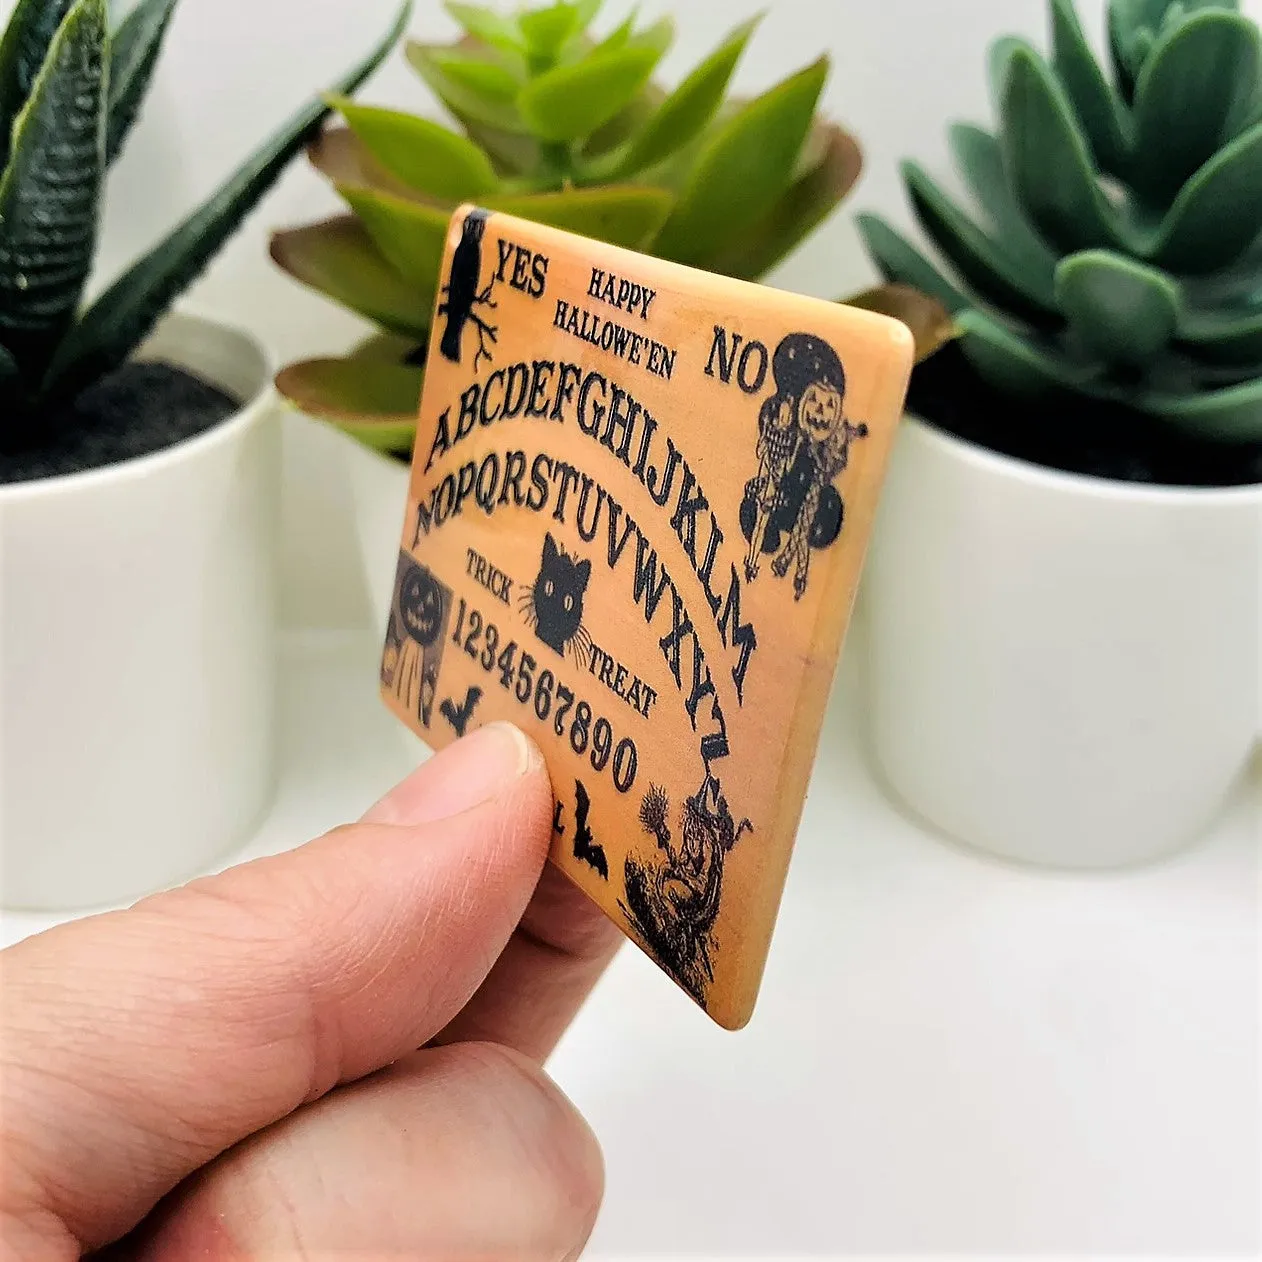 YES
HAPPY
HALLOWE'EN
NO
ABCDEFGHIJKLM
NOPQRSTUVWXYZ
TRICK
TREAT
1234567890